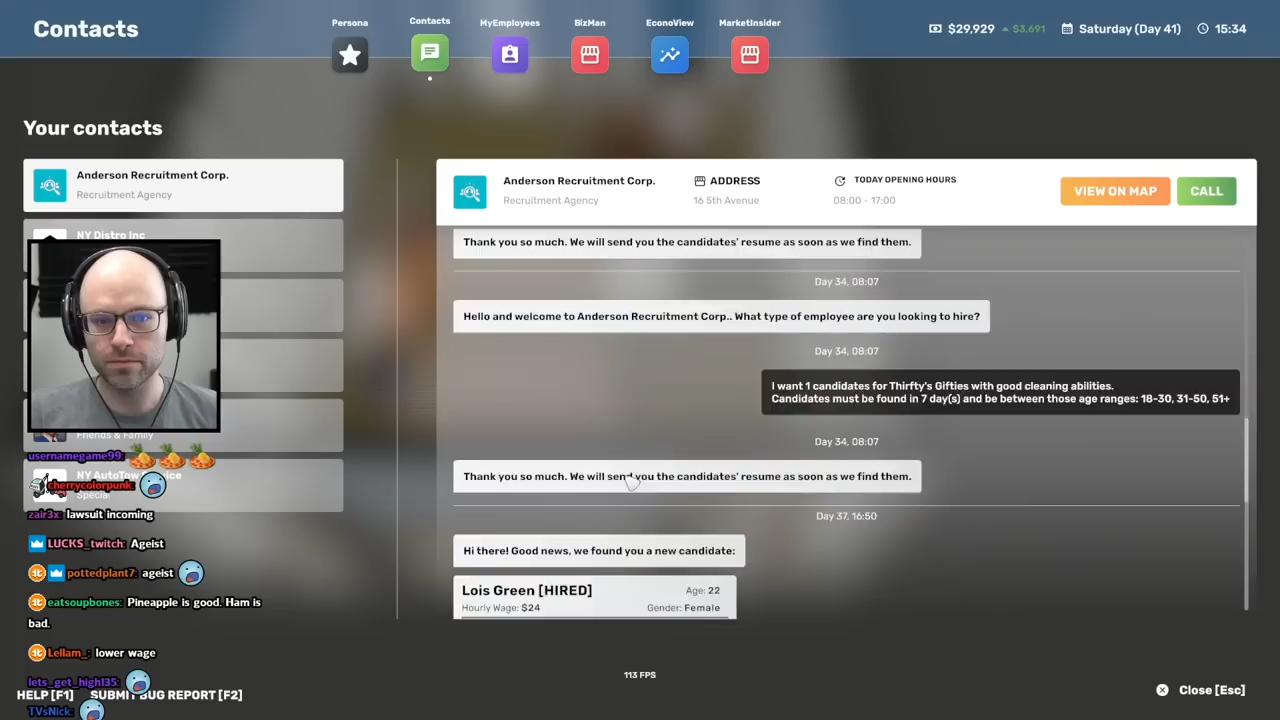 Contacts
Persona
Contacts
MyEmployees
BizMan
EconoView
MarketInsider
$29,929
$3.691
Saturday (Day 41)
15:34
Your contacts
Anderson Recruitment Corp.
Recruitment Agency
NY Distro Inc
Friends & Family
NY AutoTow
Special
Anderson Recruitment Corp.
Recruitment Agency
ADDRESS
16 5th Avenue
TODAY OPENING HOURS
08:00 - 17:00
VIEW ON MAP
CALL
Thank you so much. We will send you the candidates' resume as soon as we find them.
Day 34, 08:07
Hello and welcome to Anderson Recruitment Corp.. What type of employee are you looking to hire?
Day 34, 08:07
I want 1 candidates for Thirfty's Gifties with good cleaning abilities.
Candidates must be found in 7 day(s) and be between those age ranges: 18-30, 31-50, 51+
Day 34, 08:07
Thank you so much. We will send you the candidates' resume as soon as we find them.
Day 37, 16:50
Hi there! Good news, we found you a new candidate:
Lois Green [HIRED]
Age: 22
Hourly Wage: $24
Gender: Female
usernamegame99:
cherrycolorpunk:
zair3x: lawsuit incoming
LUCKS_twitch: Ageist
pottedplant7: ageist
eatsoupbones: Pineapple is good. Ham is
bad.
Lellam_: lower wage
lets_get_high135:
TVsNick:
HELP [F1]
SUBMIT BUG REPORT [F2]
113 FPS
Close [Esc]